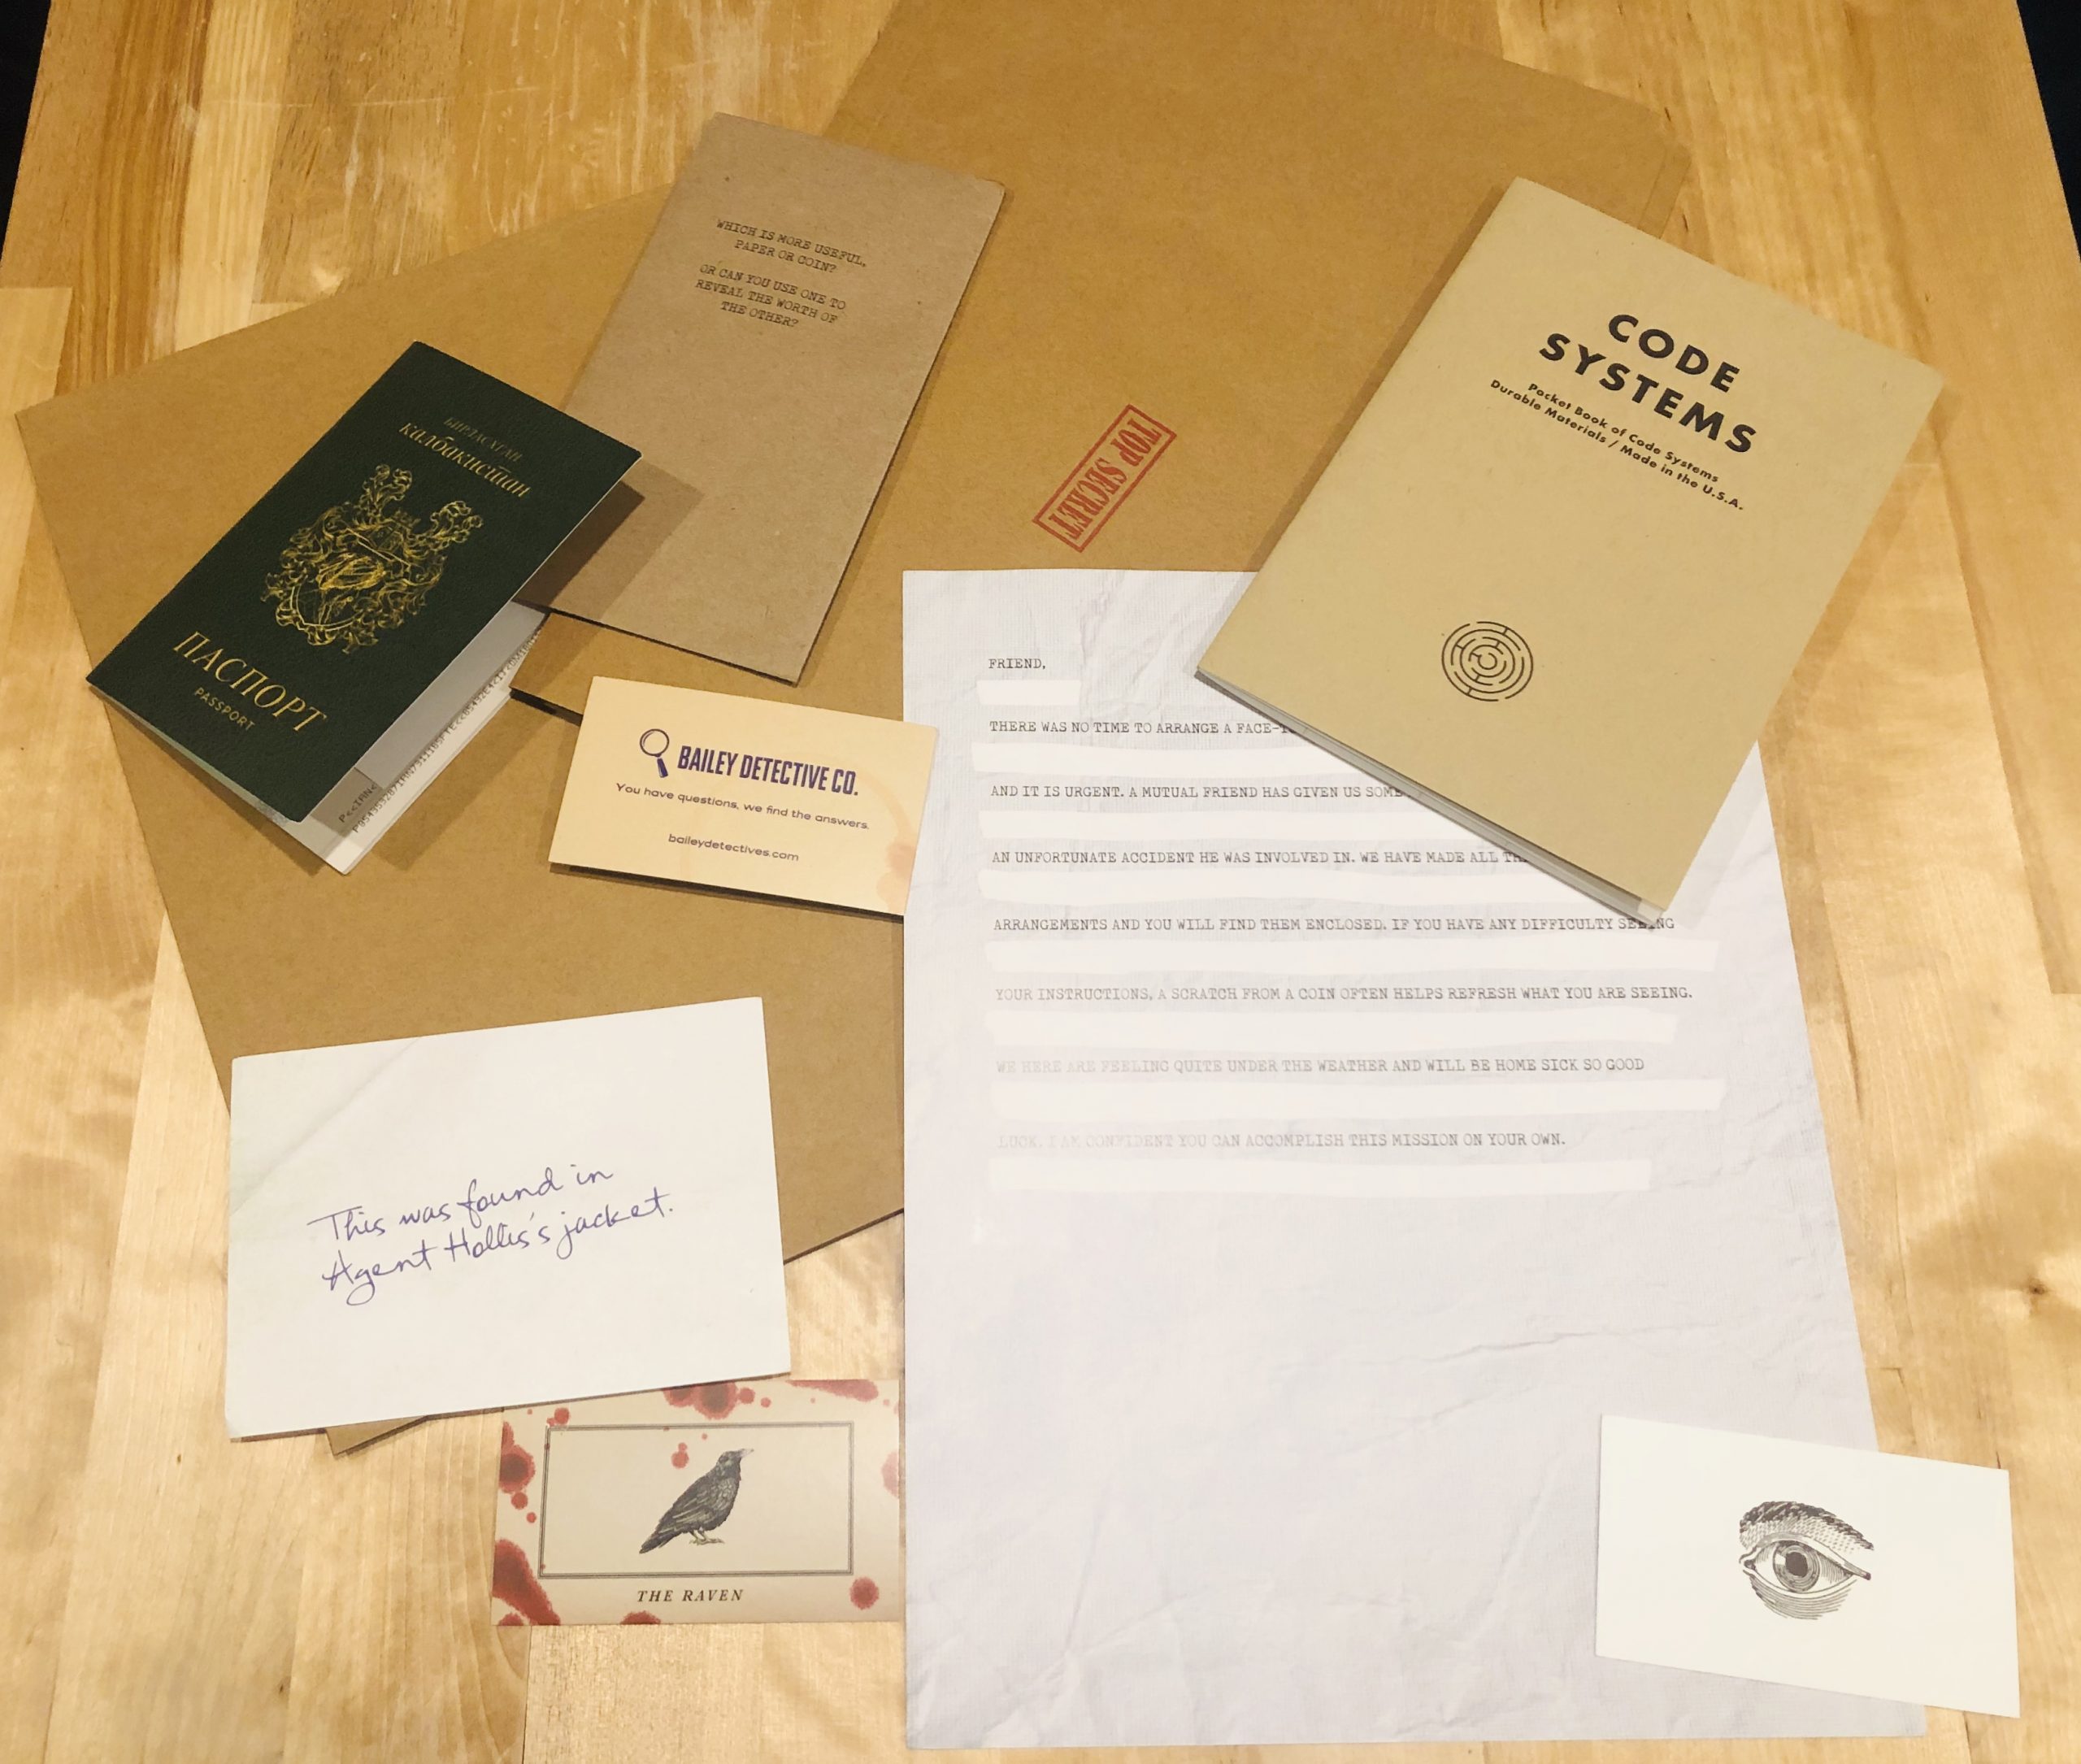 WHICH IS MORE USEFUL,
PAPER OR COIN?
OR CAN YOU USE ONE TO
REVEAL THE WORTH OF
THE OTHER?
CODE
SYSTEMS
Pocket Book of Code Systems
Durable Materials / Made in the U.S.A.
калбакистан
ПАСПОРТ
PASSPORT
TOP SECRET
BAILEY DETECTIVE CO.
You have questions, we find the answers.
baileydetectives.com
FRIEND,
THERE WAS NO TIME TO ARRANGE A FACE-
AND IT IS URGENT. A MUTUAL FRIEND HAS GIVEN US SOME
AN UNFORTUNATE ACCIDENT HE WAS INVOLVED IN. WE HAVE MADE ALL
ARRANGEMENTS AND YOU WILL FIND THEM ENCLOSED. IF YOU HAVE ANY DIFFICULTY SEEING
YOUR INSTRUCTIONS, A SCRATCH FROM A COIN OFTEN HELPS REFRESH WHAT YOU ARE SEEING.
WE HERE ARE FEELING QUITE UNDER THE WEATHER AND WILL BE HOME SICK SO GOOD
LUCK. I AM CONFIDENT YOU CAN ACCOMPLISH THIS MISSION ON YOUR OWN.
This was found in
Agent Hollis's jacket.
THE RAVEN